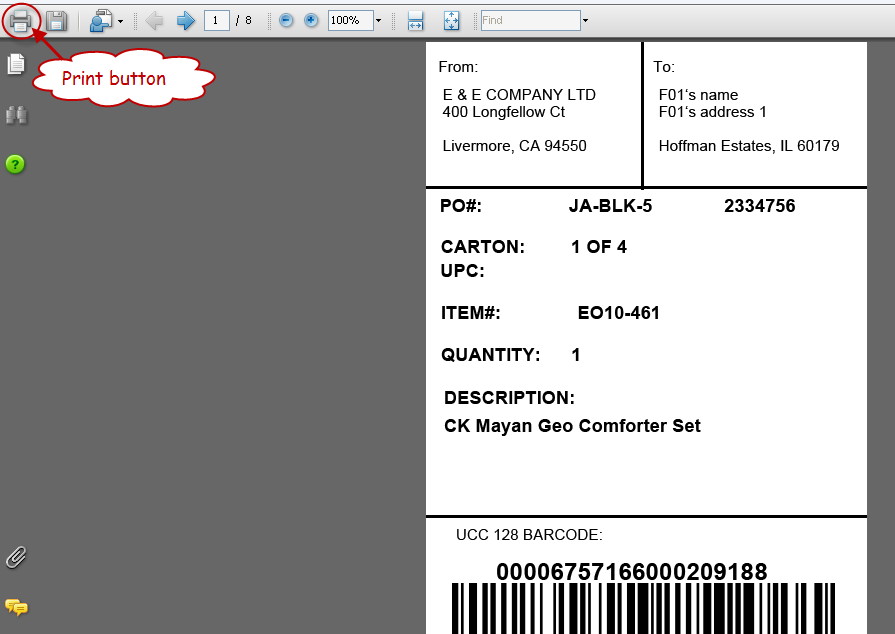 1 / 8 100% Find
Print button
From:
E & E COMPANY LTD
400 Longfellow Ct
Livermore, CA 94550
To:
F01's name
F01's address 1
Hoffman Estates, IL 60179
PO#: JA-BLK-5 2334756
CARTON: 1 OF 4
UPC:
ITEM#: EO10-461
QUANTITY: 1
DESCRIPTION:
CK Mayan Geo Comforter Set
UCC 128 BARCODE:
00006757166000209188